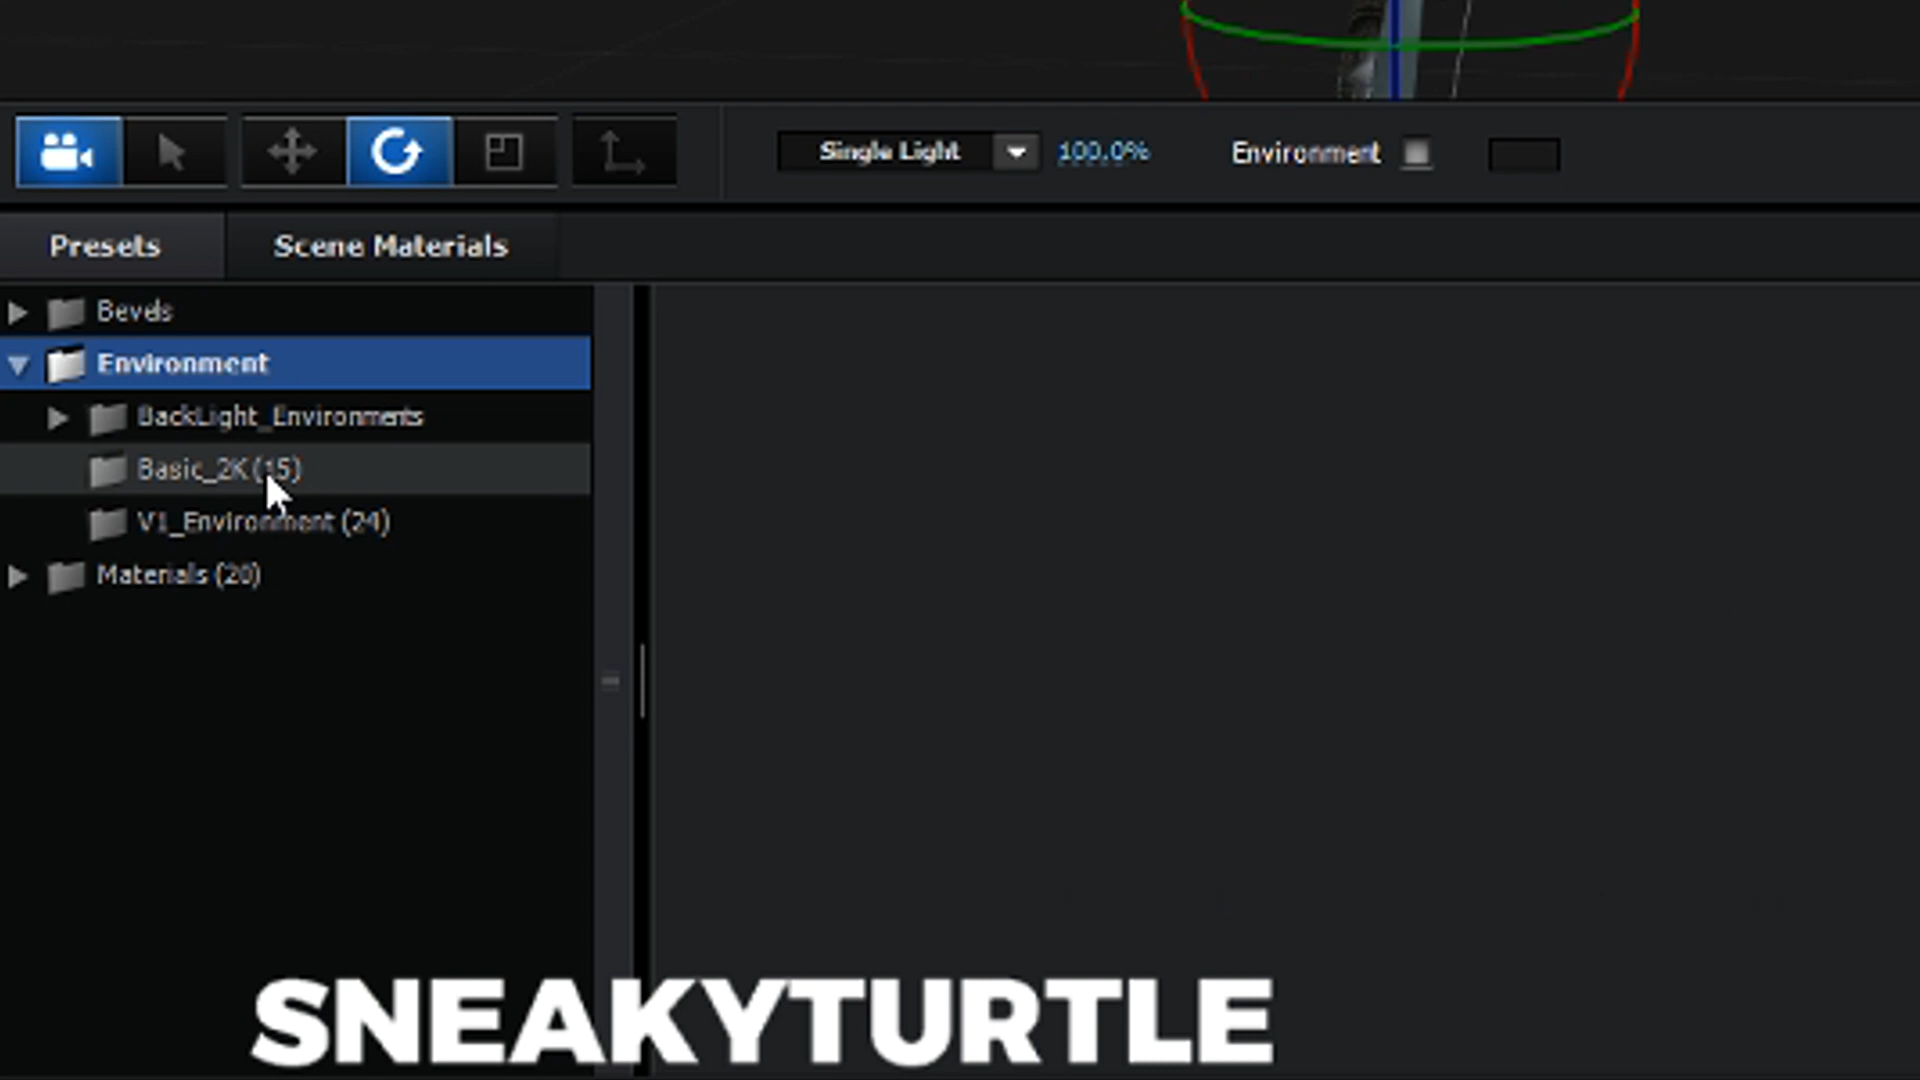 Single Light 100.0% Environment
Presets Scene Materials
Bevels
Environment
BackLight_Environments
Basic_2K (15)
V1_Environment (24)
Materials (20)
SNEAKYTURTLE